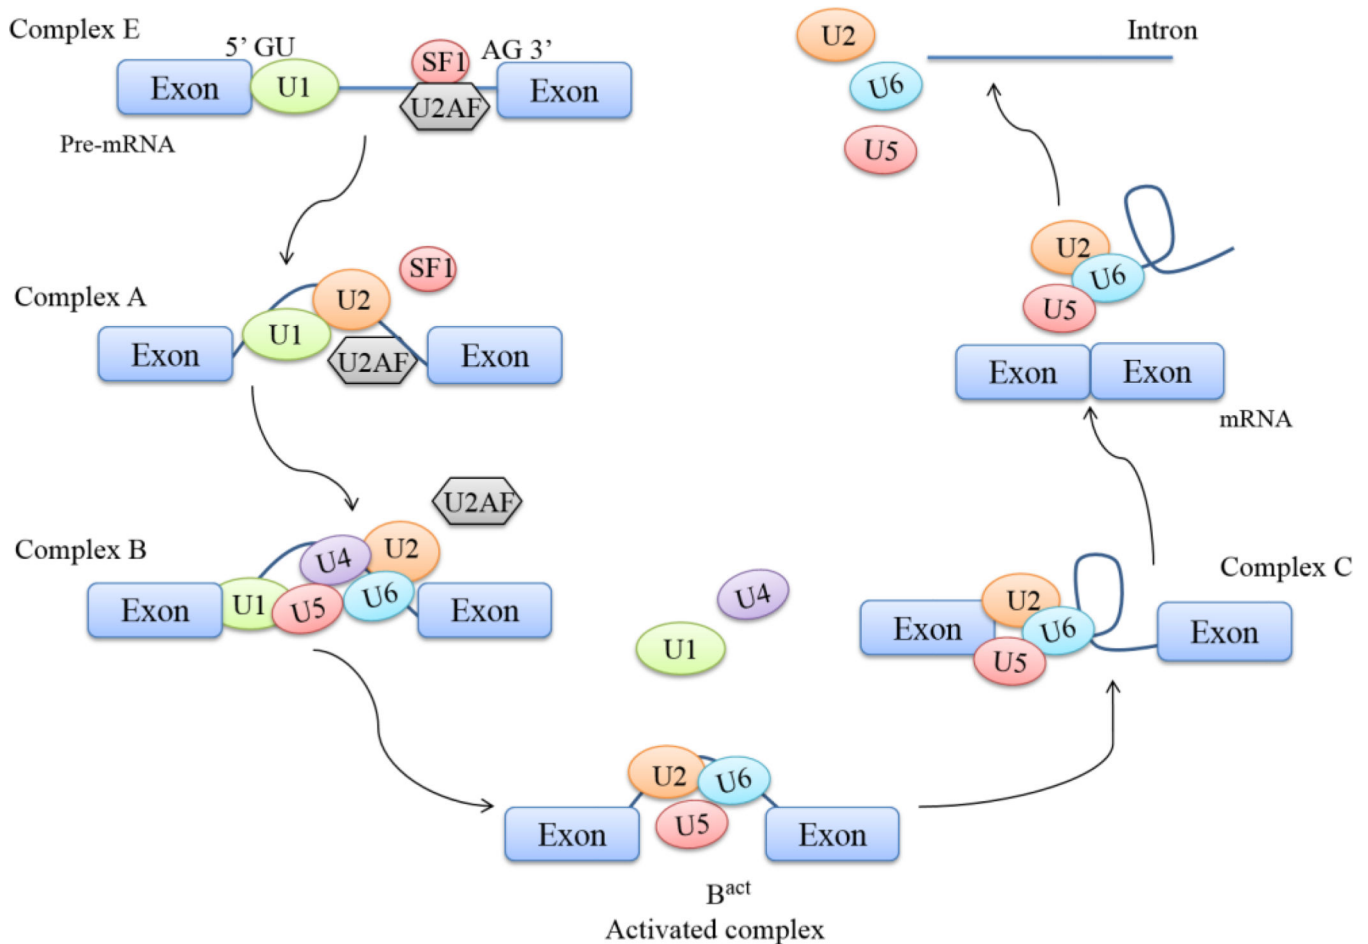 Complex E
5’ GU
SF1
AG 3’
Exon
U1
U2AF
Exon
Pre-mRNA
Complex A
SF1
U2
U1
Exon
U2AF
Exon
Complex B
U2AF
U4
U2
Exon
U1
U5
U6
Exon
U4
U1
U2
U6
Exon
U5
Exon
Bact
Activated complex
Complex C
U2
Exon
U6
Exon
U5
U2
U6
U5
Exon
Exon
mRNA
U2
Intron
U6
U5